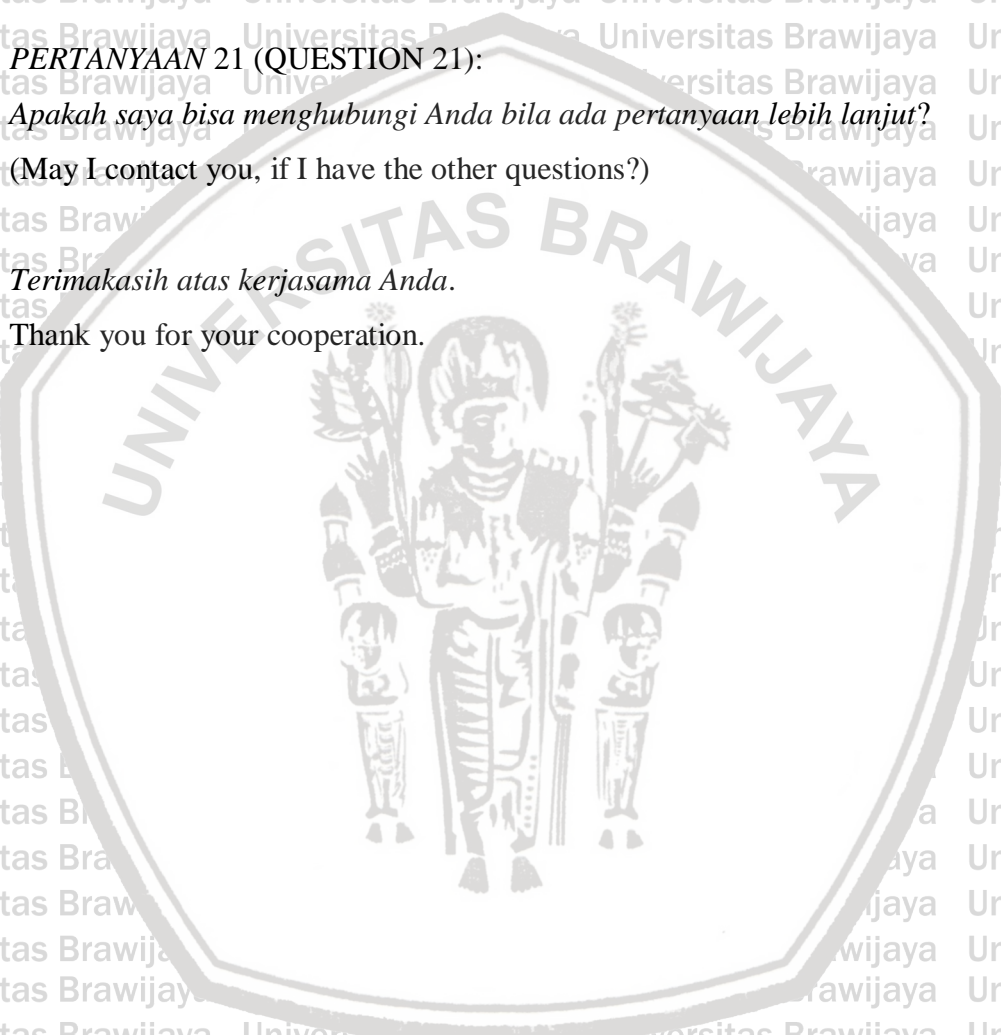 PERTANYAAN 21 (QUESTION 21):
Apakah saya bisa menghubungi Anda bila ada pertanyaan lebih lanjut?
(May I contact you, if I have the other questions?)
UNIVERSITAS BRAWIJAYA
Terimakasih atas kerjasama Anda.
Thank you for your cooperation.